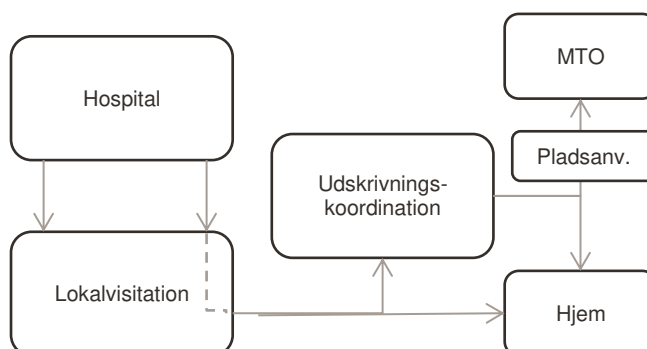 MTO
Hospital
Pladsanv.
Udskrivnings-
koordination
Lokalvisitation
Hjem